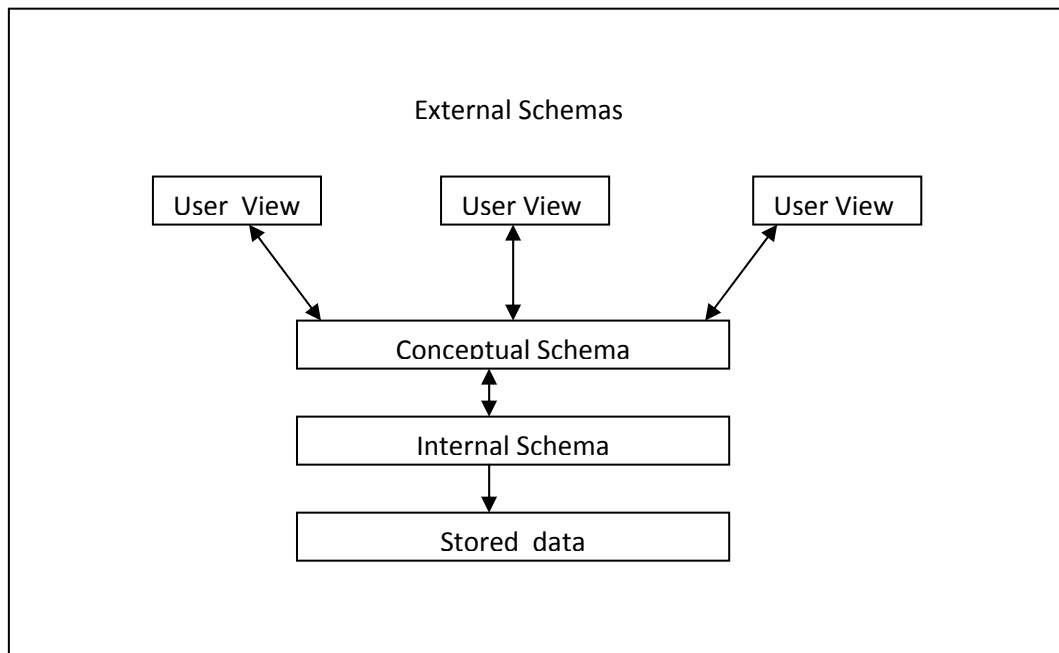 External Schemas
User View
User View
User View
Conceptual Schema
Internal Schema
Stored data